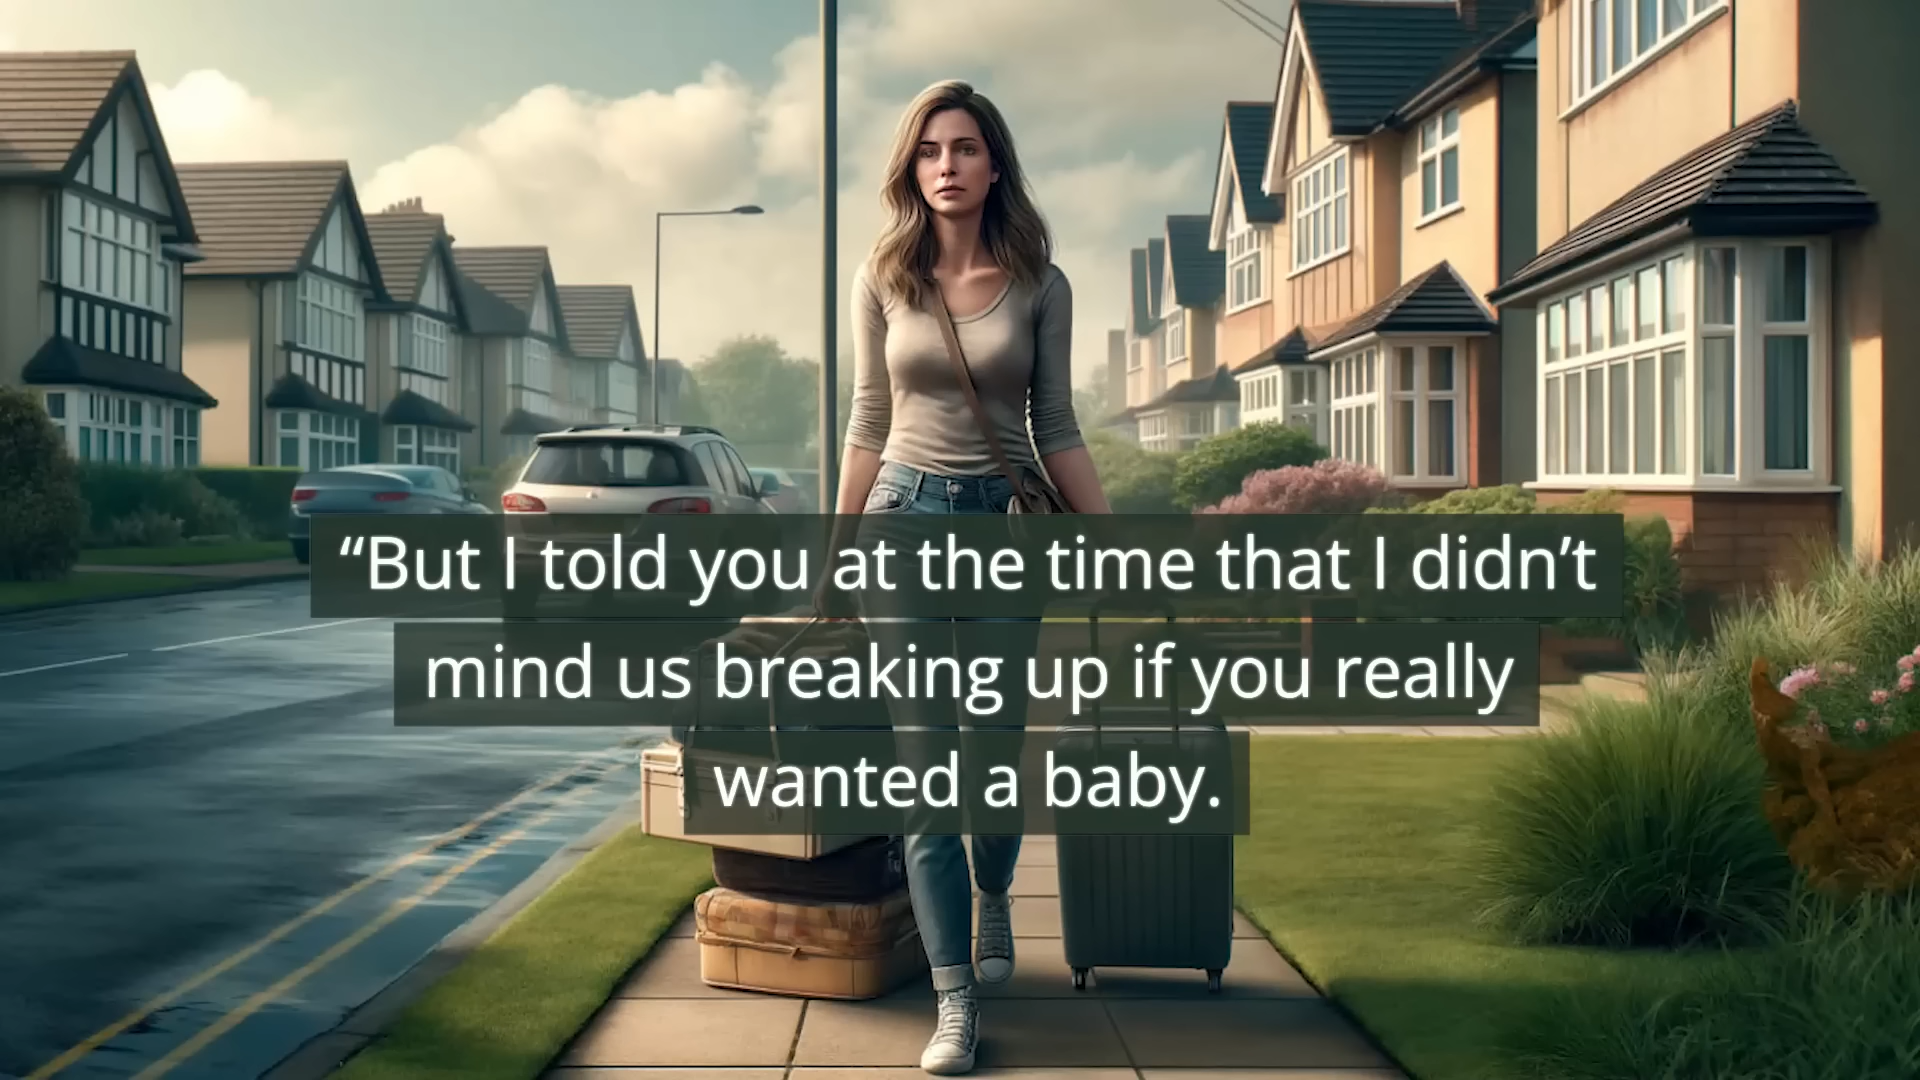 “But I told you at the time that I didn’t
mind us breaking up if you really
wanted a baby.